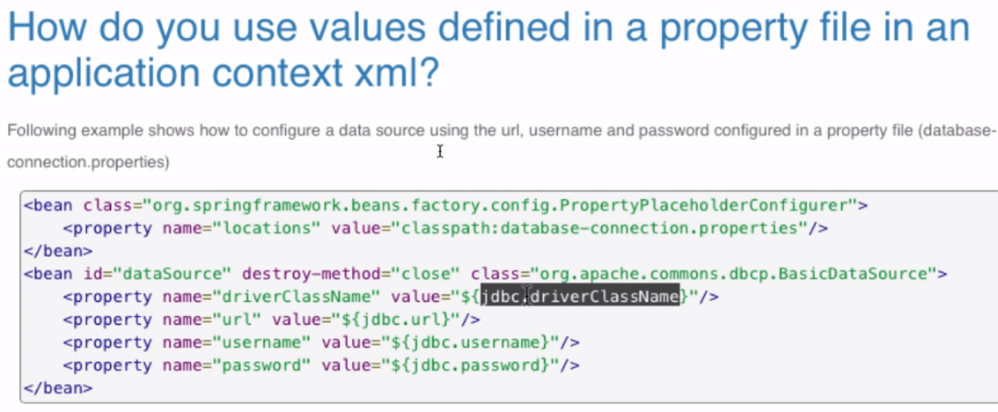 How do you use values defined in a property file in an
application context xml?
Following example shows how to configure a data source using the url, username and password configured in a property file (database-
connection.properties)
<bean class="org.springframework.beans.factory.config.PropertyPlaceholderConfigurer">
    <property name="locations" value="classpath:database-connection.properties"/>
</bean>
<bean id="dataSource" destroy-method="close" class="org.apache.commons.dbcp.BasicDataSource">
    <property name="driverClassName" value="${jdbc.driverClassName}"/>
    <property name="url" value="${jdbc.url}"/>
    <property name="username" value="${jdbc.username}"/>
    <property name="password" value="${jdbc.password}"/>
</bean>